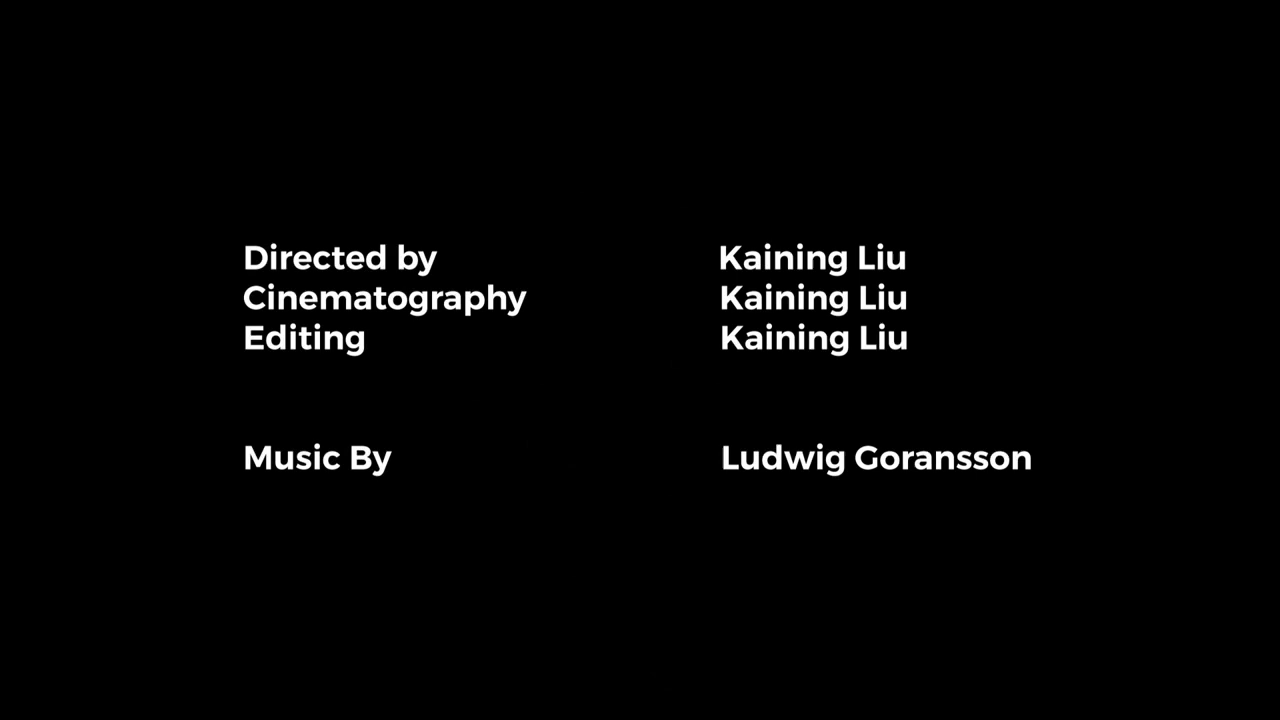 Directed by Kaining Liu
Cinematography Kaining Liu
Editing Kaining Liu
Music By Ludwig Goransson